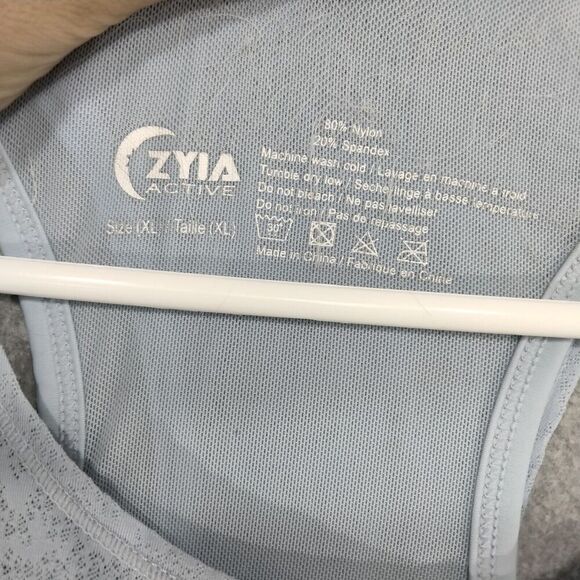 ZYIA
ACTIVE
Size (XL) Taille (XL)
80% Nylon
20% Spandex
Machine wash cold / Lavage en machine à froid
Tumble dry low / Sèche linge à basse température
Do not bleach / Ne pas javelliser
Do not iron / Pas de repassage
30°
Made in China / Fabriqué en Chine